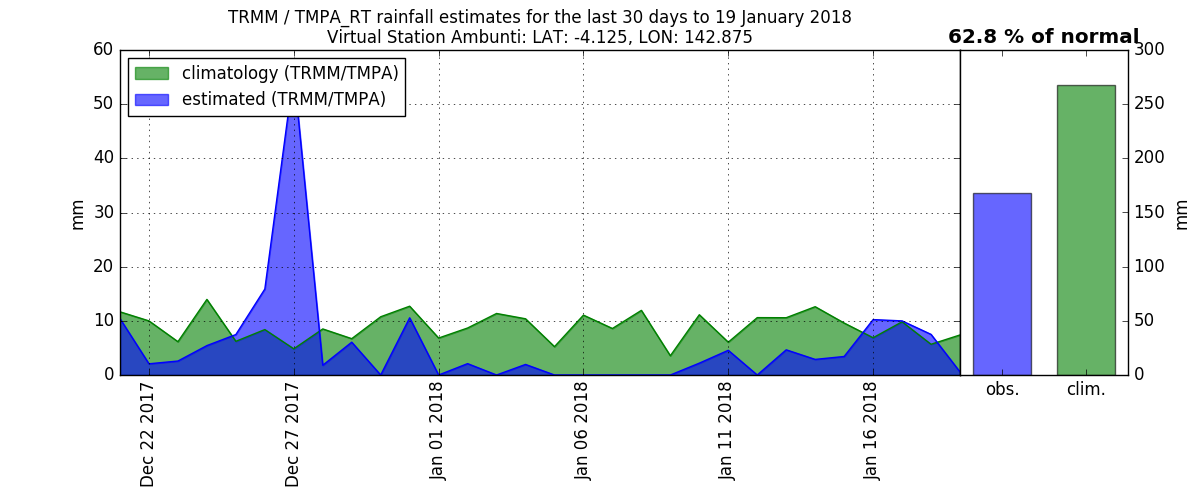 TRMM / TMPA_RT rainfall estimates for the last 30 days to 19 January 2018
Virtual Station Ambunti: LAT: -4.125, LON: 142.875
62.8 % of normal
climatology (TRMM/TMPA)
estimated (TRMM/TMPA)
60
50
40
30
20
10
0
mm
Dec 22 2017
Dec 27 2017
Jan 01 2018
Jan 06 2018
Jan 11 2018
Jan 16 2018
300
250
200
150
100
50
0
mm
obs.
clim.